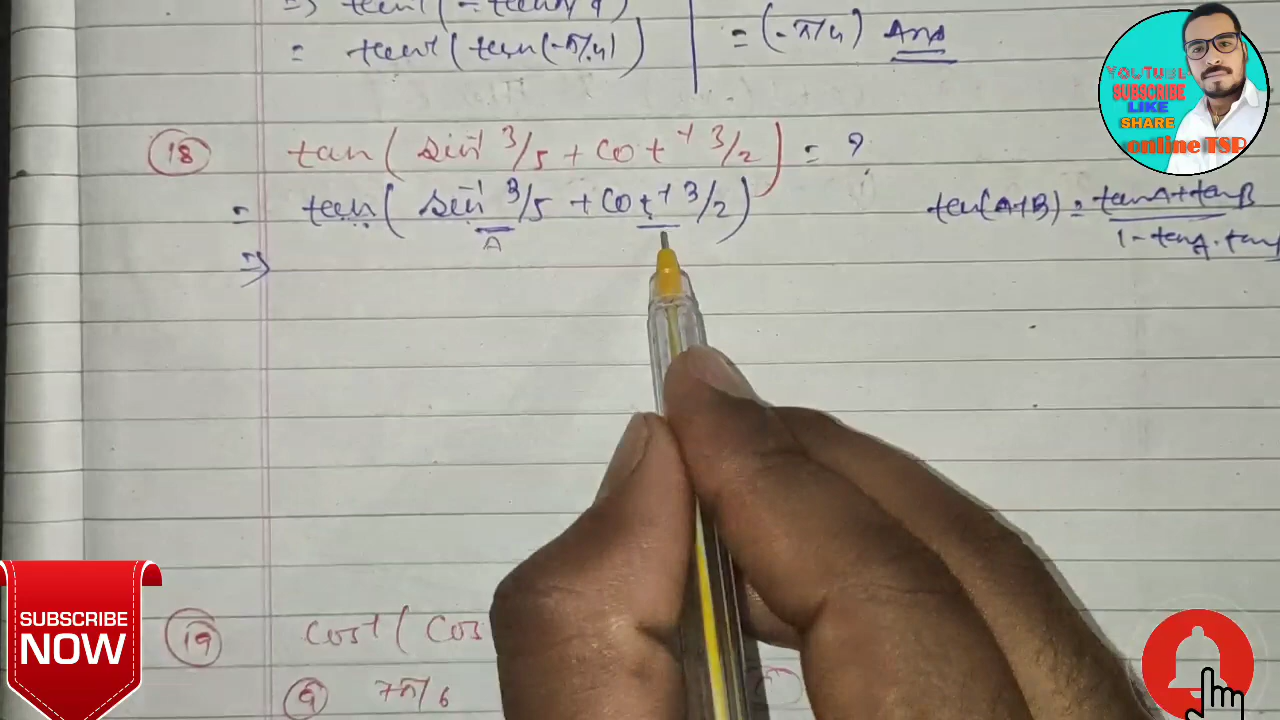 = tan⁻¹(tan(-π/4))
= (-π/4) Ans
YOUTUBE
SUBSCRIBE
LIKE
SHARE
online TSP
(18) tan(sin⁻¹ 3/5 + cot⁻¹ 3/2) = ?
= tan(sin⁻¹ 3/5 + cot⁻¹ 3/2)
A
tan(A+B) = tanA+tanB
1-tanA.tan
⇒
SUBSCRIBE
NOW
(19) cos⁻¹(cos
7π/6